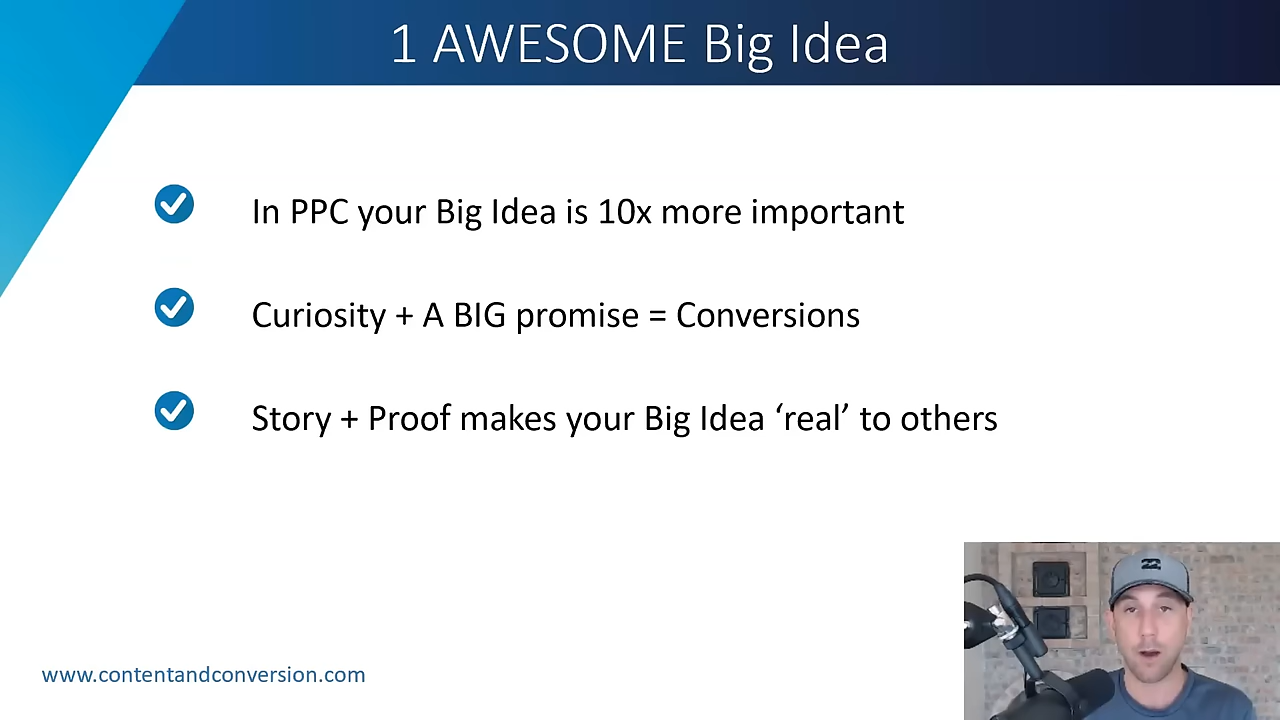 1 AWESOME Big Idea
In PPC your Big Idea is 10x more important
Curiosity + A BIG promise = Conversions
Story + Proof makes your Big Idea ‘real’ to others
www.contentandconversion.com